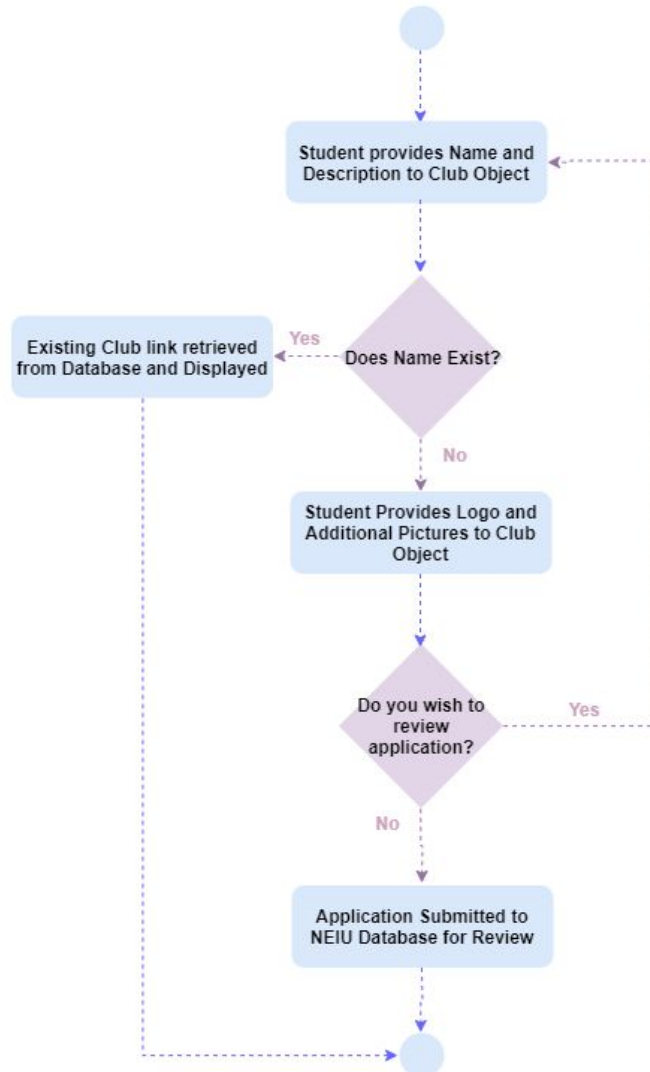 Student provides Name and
Description to Club Object
Yes
Existing Club link retrieved
from Database and Displayed
Does Name Exist?
No
Student Provides Logo and
Additional Pictures to Club
Object
Do you wish to
review
application?
Yes
No
Application Submitted to
NEIU Database for Review